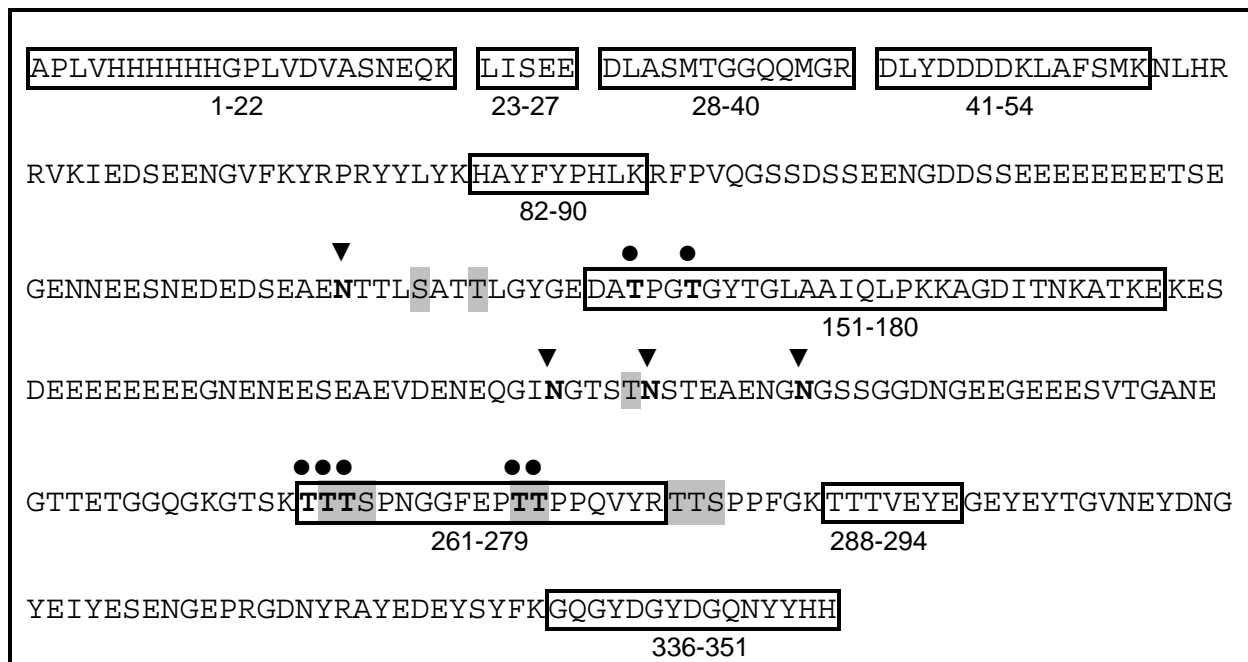 APLVHHHHHHGPLVDVASNEQK LISEE DLASMTGGQQMGR DLYDDDDKLAFSMKNLHR
1-22 23-27 28-40 41-54
RVKIEDSEENGVFKYRPRYYLYKHAYFYPHLKRFPVQGSSDSSEENGDDSSEEEEEEEETSE
82-90
GENNEESNEDEDSEAENTTLSATTLGYGEDATPGTGYTGLAAIQLPKKAGDITNKATKEKES
151-180
DEEEEEEEEGNENEESEAEVDENEQGINGTSTNSTEAENGNGSSGGDNGEEGEEESVTGANE
GTTETGGQGKGTSKTTTSPNGGFEPTTPPQVYRTTSPPFGKTTTVEYEGEYEYTGVNEYDNG
261-279 288-294
YEIYESENGEPRGDNYRAYEDEYSYFKGQGYDGYDGQNYYHH
336-351